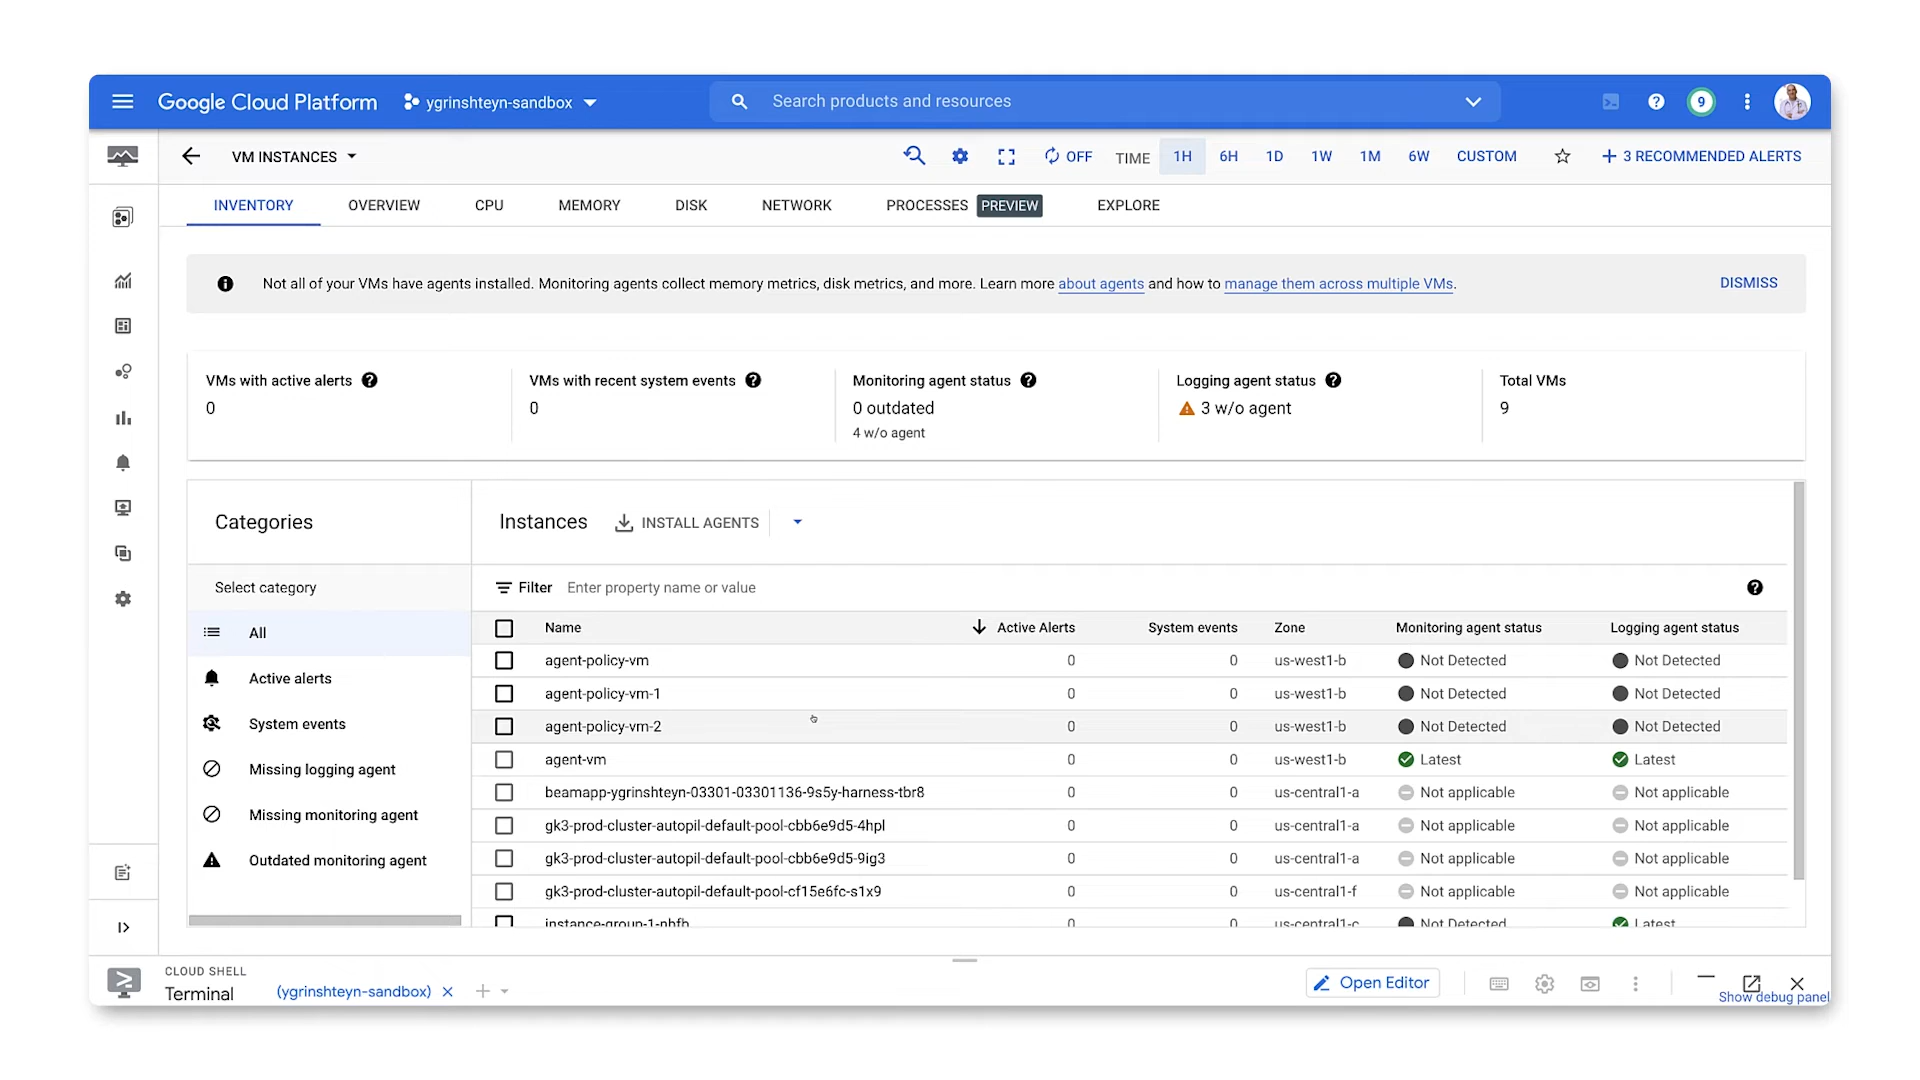 Google Cloud Platform ygrinshteyn-sandbox Search products and resources 9
VM INSTANCES OFF TIME 1H 6H 1D 1W 1M 6W CUSTOM 3 RECOMMENDED ALERTS
INVENTORY OVERVIEW CPU MEMORY DISK NETWORK PROCESSES PREVIEW EXPLORE
Not all of your VMs have agents installed. Monitoring agents collect memory metrics, disk metrics, and more. Learn more about agents and how to manage them across multiple VMs. DISMISS
VMs with active alerts VMs with recent system events Monitoring agent status Logging agent status Total VMs
0 0 0 outdated 3 w/o agent 9
4 w/o agent
Categories Instances INSTALL AGENTS
Select category Filter Enter property name or value
Name Active Alerts System events Zone Monitoring agent status Logging agent status
agent-policy-vm 0 0 us-west1-b Not Detected Not Detected
agent-policy-vm-1 0 0 us-west1-b Not Detected Not Detected
agent-policy-vm-2 0 0 us-west1-b Not Detected Not Detected
agent-vm 0 0 us-west1-b Latest Latest
beamapp-ygrinshteyn-03301-03301136-9s5y-harness-tbr8 0 0 us-central1-a Not applicable Not applicable
gk3-prod-cluster-autopil-default-pool-cbb6e9d5-4hpl 0 0 us-central1-a Not applicable Not applicable
gk3-prod-cluster-autopil-default-pool-cbb6e9d5-9ig3 0 0 us-central1-a Not applicable Not applicable
gk3-prod-cluster-autopil-default-pool-cf15e6fc-s1x9 0 0 us-central1-f Not applicable Not applicable
0 0 us-central1-c Not Detected Latest
All
Active alerts
System events
Missing logging agent
Missing monitoring agent
Outdated monitoring agent
CLOUD SHELL
Terminal (ygrinshteyn-sandbox) Open Editor
Show debug panel